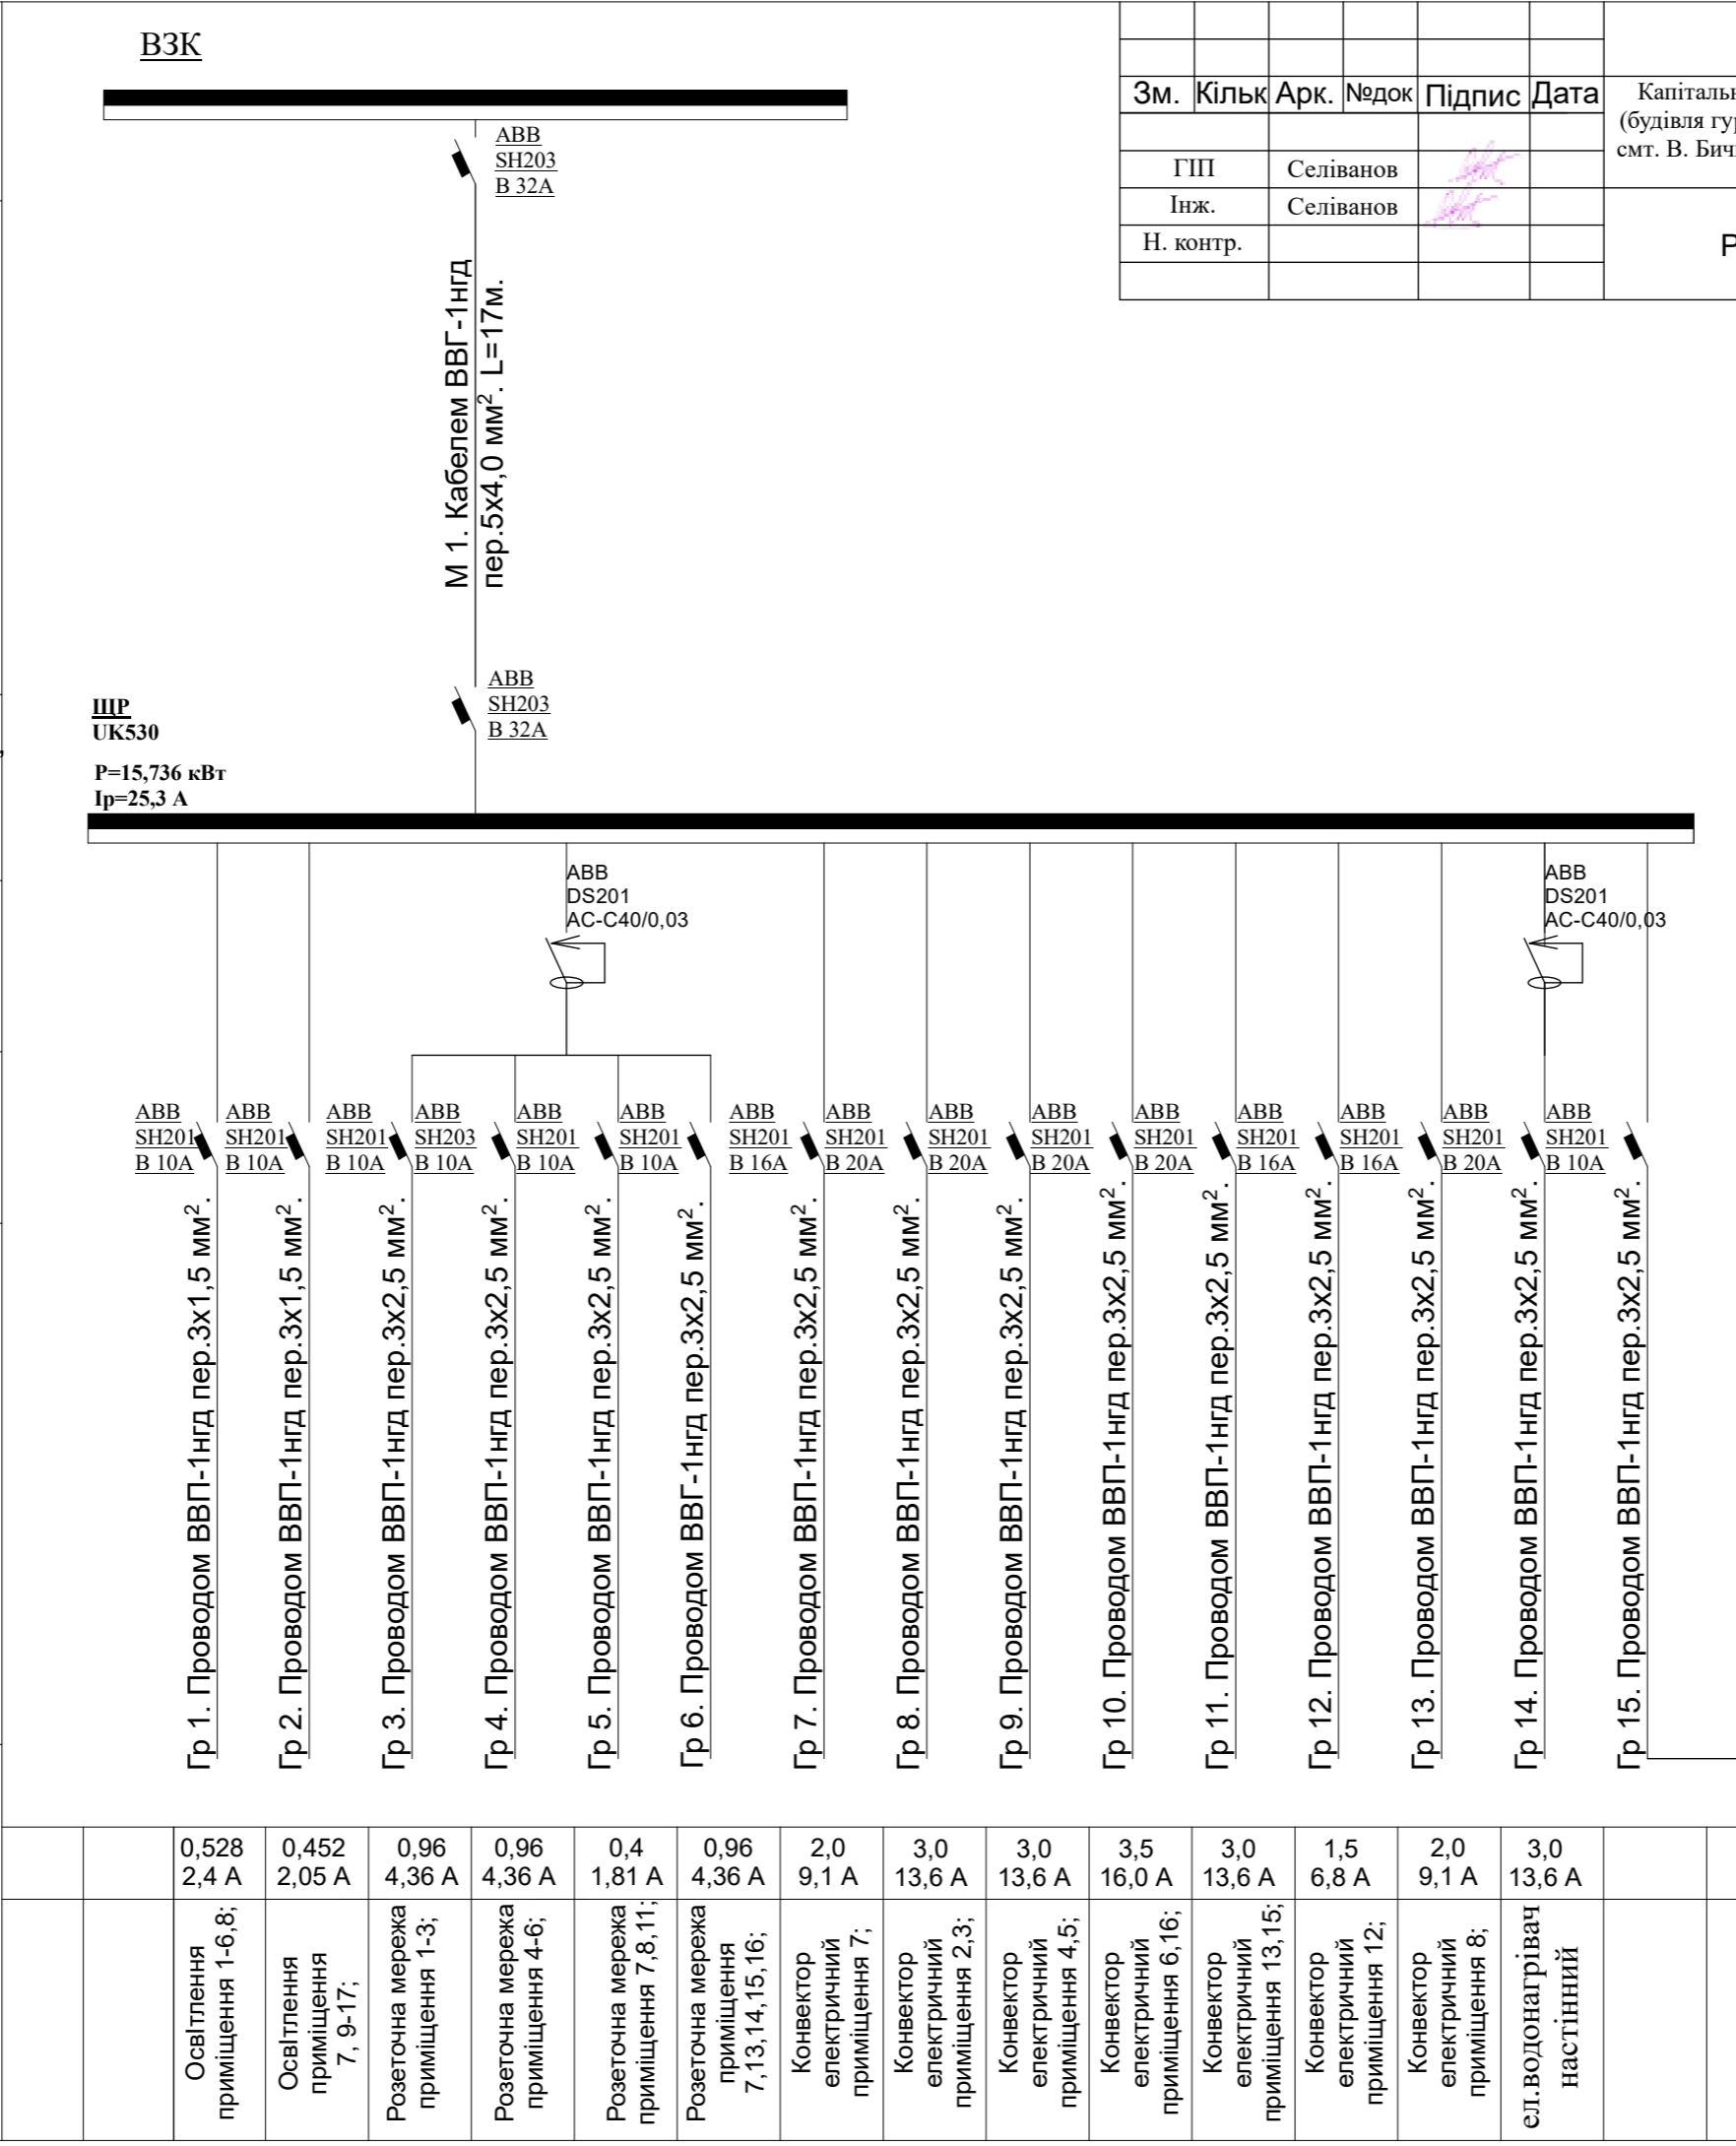 ВЗК
ABB
SH203
B 32A
Зм. Кільк Арк. №док Підпис Дата
Капітальн
(будівля гур
смт. В. Бич
ГІП Селіванов
Інж. Селіванов
Н. контр.
Р
М 1. Кабелем ВВГ-1нгд
пер.5х4,0 мм². L=17м.
ABB
SH203
B 32A
ЩР
UK530
Р=15,736 кВт
Ір=25,3 А
ABB
DS201
AC-C40/0,03
ABB
DS201
AC-C40/0,03
ABB
SH201
B 10A
ABB
SH201
B 10A
ABB
SH201
B 10A
ABB
SH203
B 10A
ABB
SH201
B 10A
ABB
SH201
B 10A
ABB
SH201
B 16A
ABB
SH201
B 20A
ABB
SH201
B 20A
ABB
SH201
B 20A
ABB
SH201
B 20A
ABB
SH201
B 16A
ABB
SH201
B 16A
ABB
SH201
B 20A
ABB
SH201
B 10A
Гр 1. Проводом ВВП-1нгд пер.3х1,5 мм².
Гр 2. Проводом ВВП-1нгд пер.3х1,5 мм².
Гр 3. Проводом ВВП-1нгд пер.3х2,5 мм².
Гр 4. Проводом ВВП-1нгд пер.3х2,5 мм².
Гр 5. Проводом ВВП-1нгд пер.3х2,5 мм².
Гр 6. Проводом ВВГ-1нгд пер.3х2,5 мм².
Гр 7. Проводом ВВП-1нгд пер.3х2,5 мм².
Гр 8. Проводом ВВП-1нгд пер.3х2,5 мм².
Гр 9. Проводом ВВП-1нгд пер.3х2,5 мм².
Гр 10. Проводом ВВП-1нгд пер.3х2,5 мм².
Гр 11. Проводом ВВП-1нгд пер.3х2,5 мм².
Гр 12. Проводом ВВП-1нгд пер.3х2,5 мм².
Гр 13. Проводом ВВП-1нгд пер.3х2,5 мм².
Гр 14. Проводом ВВП-1нгд пер.3х2,5 мм².
Гр 15. Проводом ВВП-1нгд пер.3х2,5 мм².
0,528 0,452 0,96 0,96 0,4 0,96 2,0 3,0 3,0 3,5 3,0 1,5 2,0 3,0
2,4 А 2,05 А 4,36 А 4,36 А 1,81 А 4,36 А 9,1 А 13,6 А 13,6 А 16,0 А 13,6 А 6,8 А 9,1 А 13,6 А
Освітлення
приміщення 1-6,8;
Освітлення
приміщення
7, 9-17;
Розеточна мережа
приміщення 1-3;
Розеточна мережа
приміщення 4-6;
Розеточна мережа
приміщення 7,8,11;
Розеточна мережа
приміщення
7,13,14,15,16;
Конвектор
електричний
приміщення 7;
Конвектор
електричний
приміщення 2,3;
Конвектор
електричний
приміщення 4,5;
Конвектор
електричний
приміщення 6,16;
Конвектор
електричний
приміщення 13,15;
Конвектор
електричний
приміщення 12;
Конвектор
електричний
приміщення 8;
ел.водонагрівач
настінний